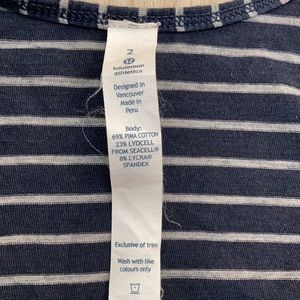 2
lululemon
athletica
Designed in
Vancouver
Made in
Peru
Body:
69% PIMA COTTON
23% LYOCELL
FROM SEACELL®
8% LYCRA®
SPANDEX
Exclusive of trim
Wash with like
colours only